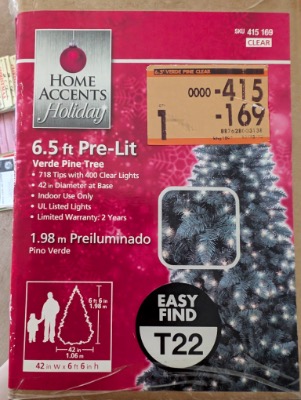 SKU 415 169
CLEAR
HOME
ACCENTS
Holiday
6.5' VERDE PINE CLEAR
0000 -415
1 -169
6.5 ft Pre-Lit
Verde Pine Tree
• 718 Tips with 400 Clear Lights
• 42 in Diameter at Base
• Indoor Use Only
• UL Listed Lights
• Limited Warranty: 2 Years
1.98 m Preiluminado
Pino Verde
6 ft 6 in
1.98 m
42 in
1.06 m
42 in w x 6 ft 6 in h
EASY
FIND
T22